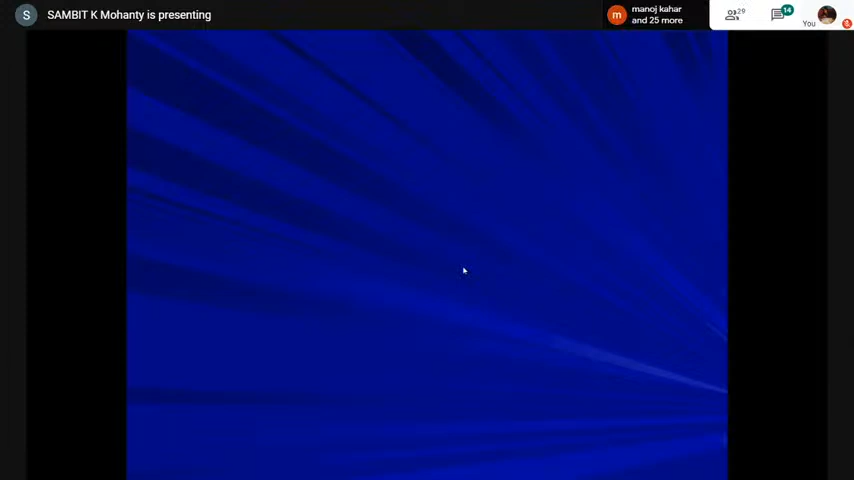 S
SAMBIT K Mohanty is presenting
m
manoj kahar
and 25 more
29
14
You